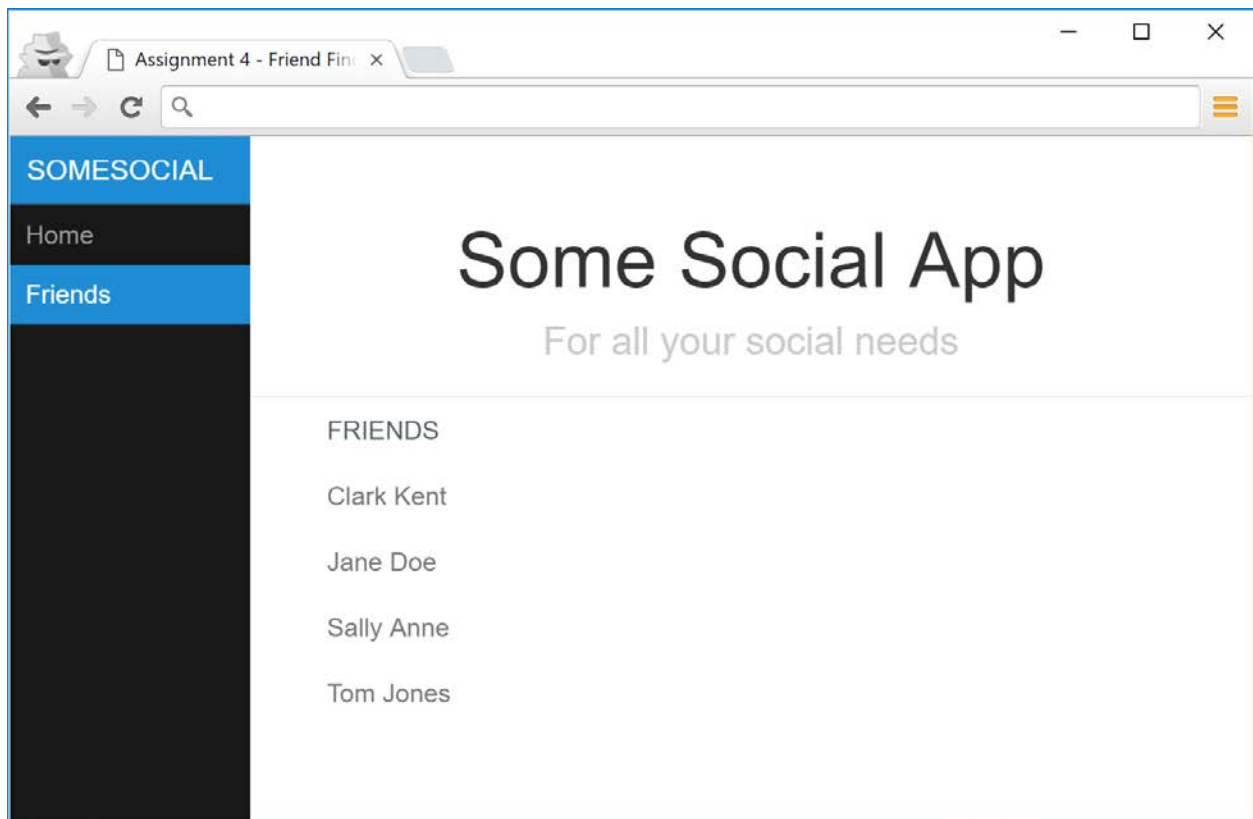 Assignment 4 - Friend Fin
SOMESOCIAL
Home
Friends
Some Social App
For all your social needs
FRIENDS
Clark Kent
Jane Doe
Sally Anne
Tom Jones